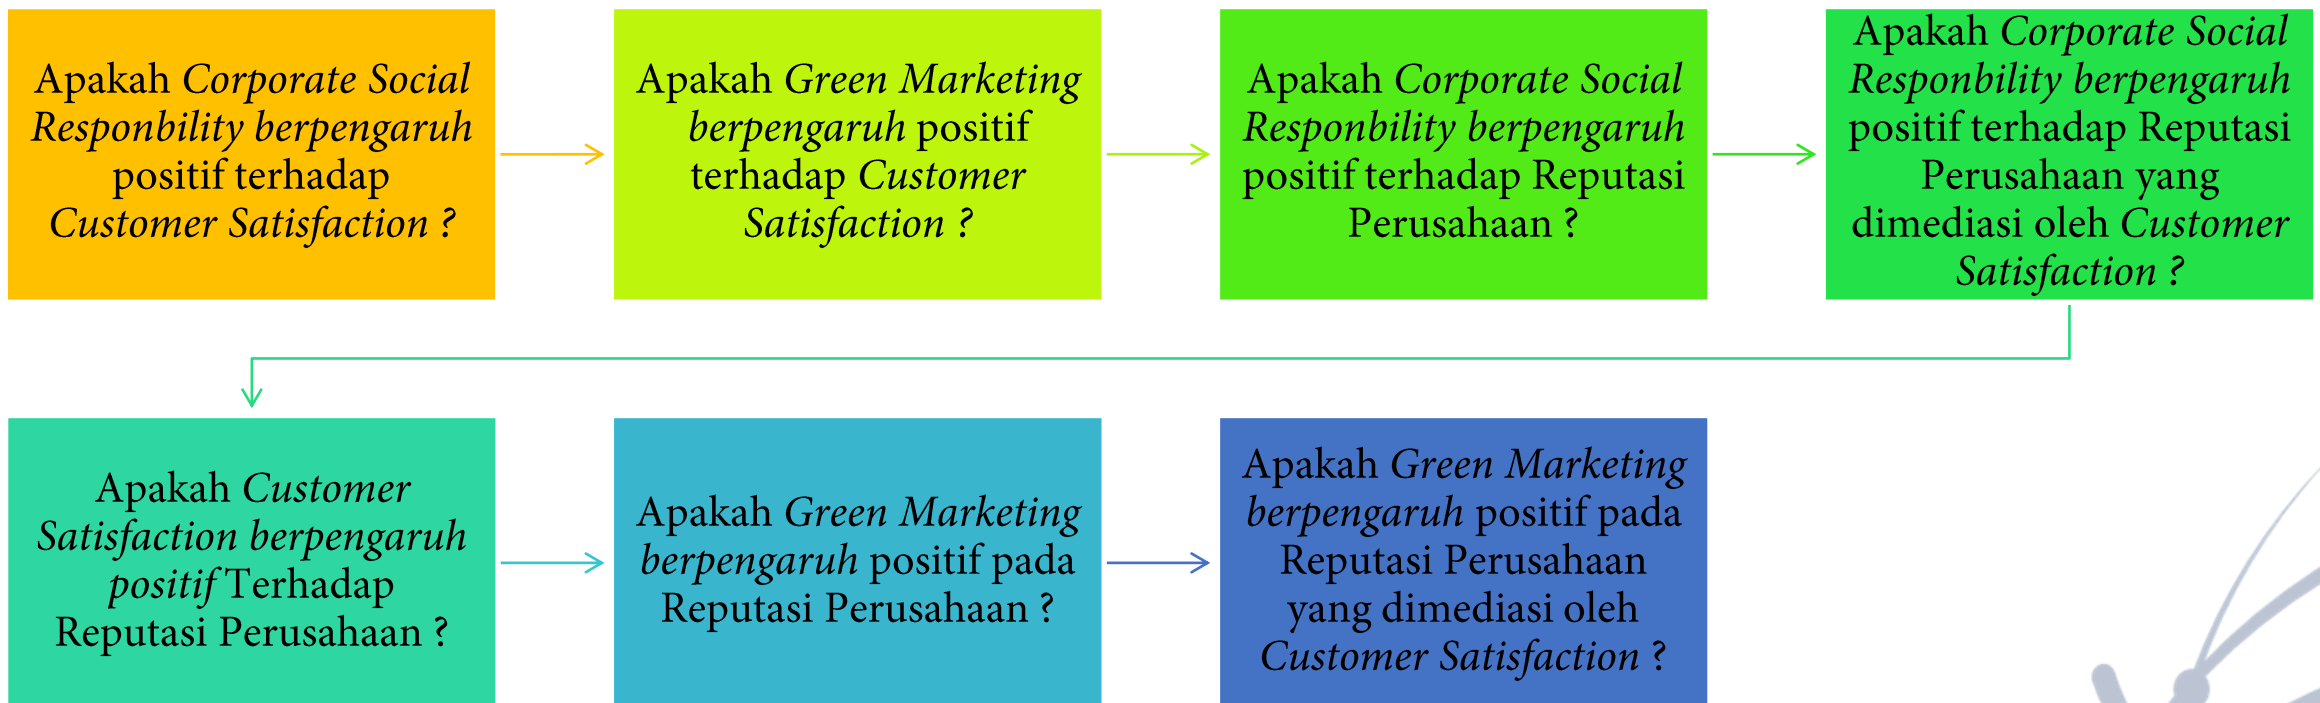 Apakah Corporate Social
Responbility berpengaruh
positif terhadap
Customer Satisfaction ?
Apakah Green Marketing
berpengaruh positif
terhadap Customer
Satisfaction ?
Apakah Corporate Social
Responbility berpengaruh
positif terhadap Reputasi
Perusahaan ?
Apakah Corporate Social
Responbility berpengaruh
positif terhadap Reputasi
Perusahaan yang
dimediasi oleh Customer
Satisfaction ?
Apakah Customer
Satisfaction berpengaruh
positif Terhadap
Reputasi Perusahaan ?
Apakah Green Marketing
berpengaruh positif pada
Reputasi Perusahaan ?
Apakah Green Marketing
berpengaruh positif pada
Reputasi Perusahaan
yang dimediasi oleh
Customer Satisfaction ?